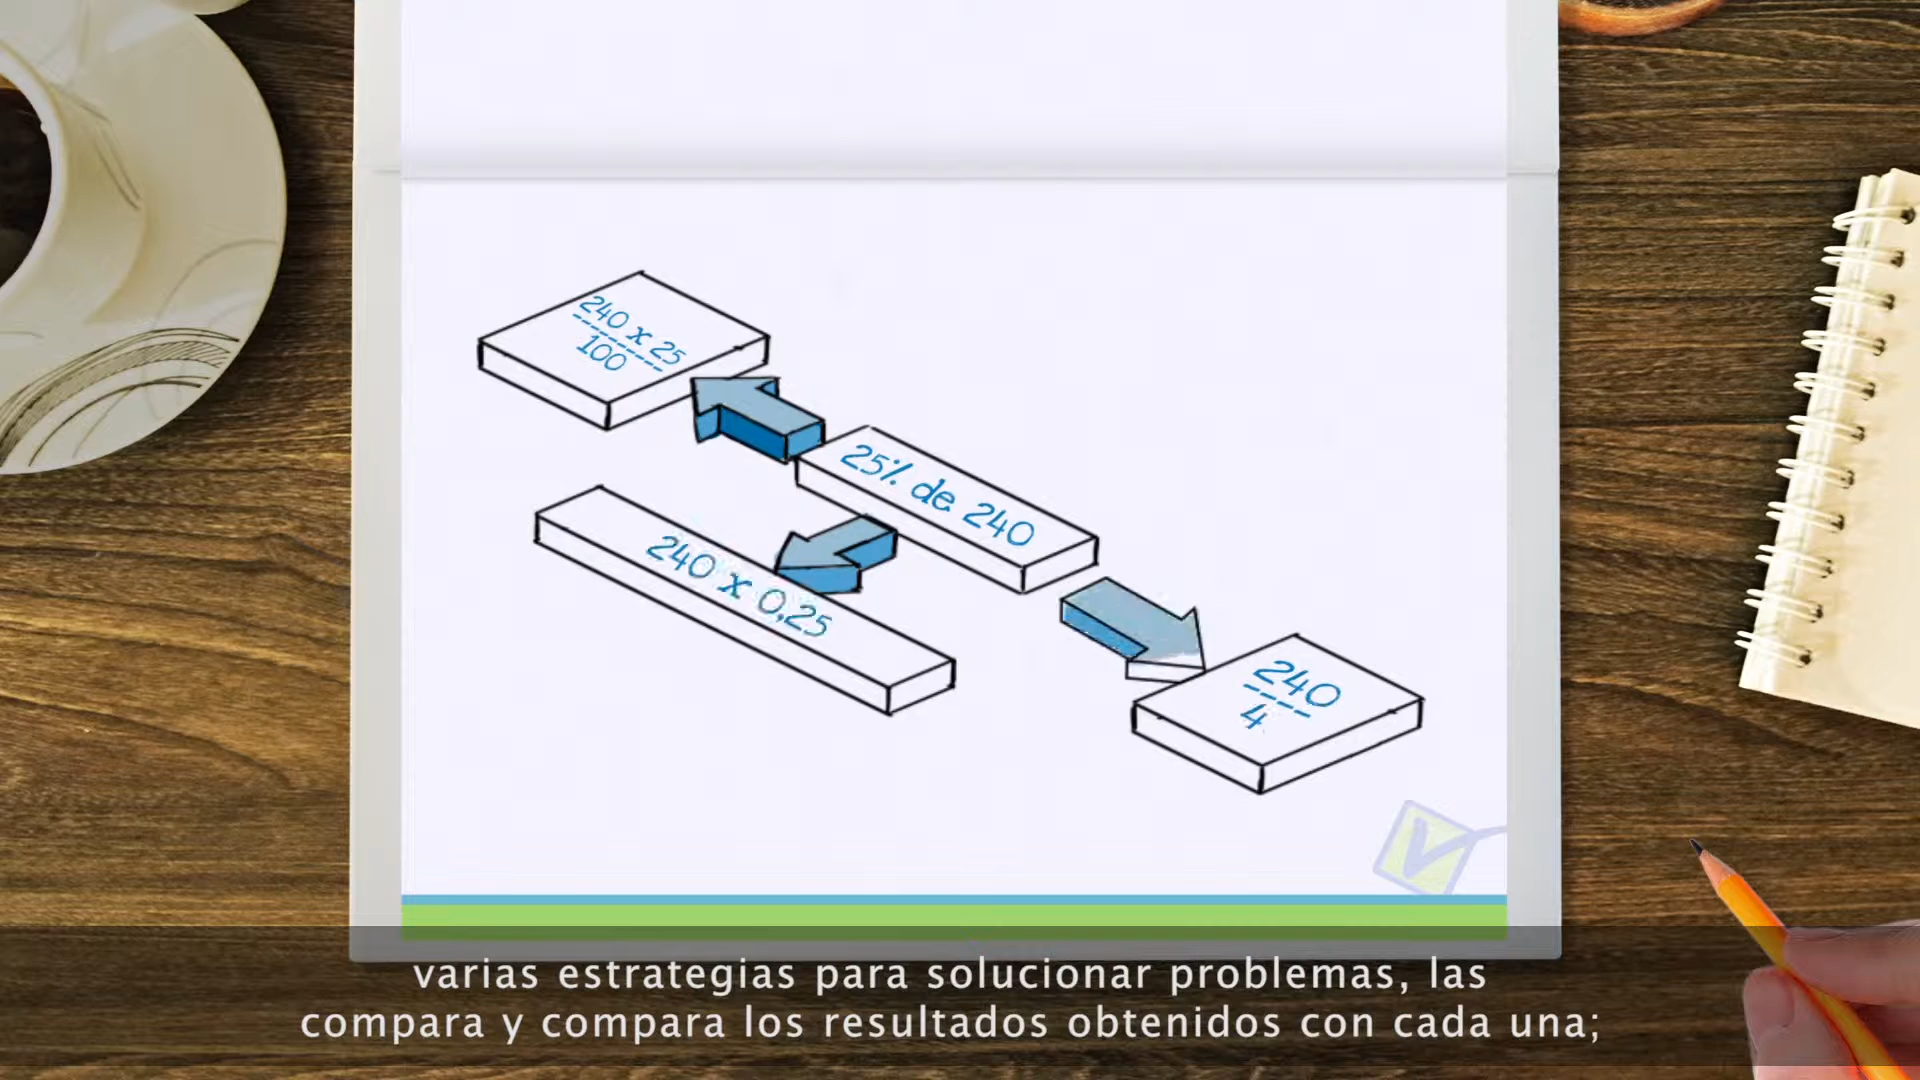 240 x 25
100
25% de 240
240 x 0,25
240
4
varias estrategias para solucionar problemas, las
compara y compara los resultados obtenidos con cada una;